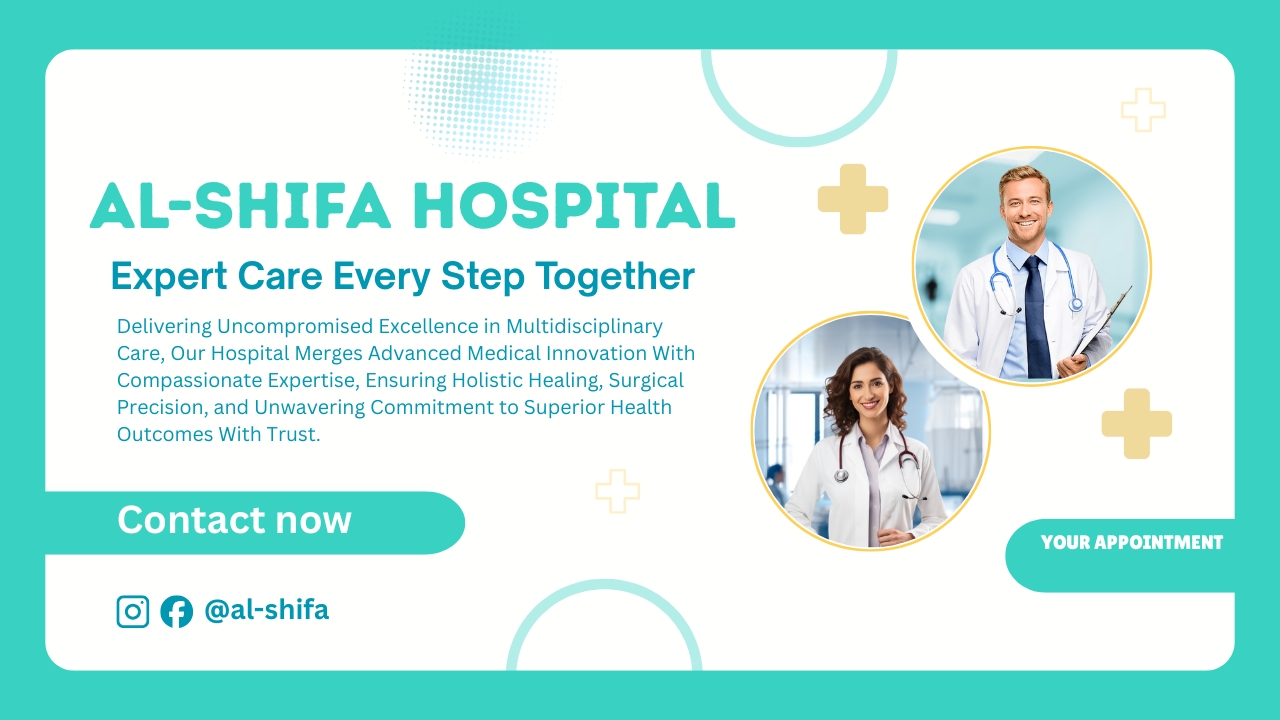 AL-SHIFA HOSPITAL
Expert Care Every Step Together
Delivering Uncompromised Excellence in Multidisciplinary
Care, Our Hospital Merges Advanced Medical Innovation With
Compassionate Expertise, Ensuring Holistic Healing, Surgical
Precision, and Unwavering Commitment to Superior Health
Outcomes With Trust.
Contact now
YOUR APPOINTMENT
@al-shifa